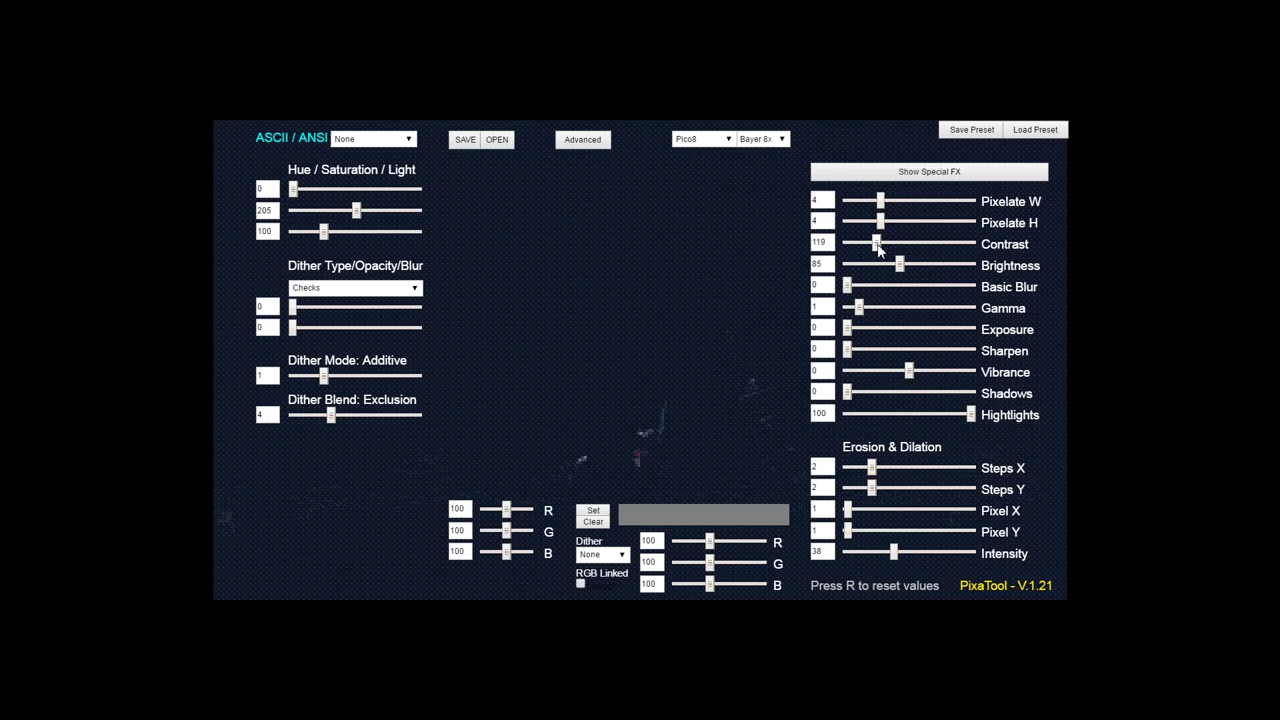 ASCII / ANSI None SAVE OPEN Advanced Pico8 Bayer 8x Save Preset Load Preset
Hue / Saturation / Light
0
205
100
Dither Type/Opacity/Blur
Checks
0
0
Dither Mode: Additive
1
Dither Blend: Exclusion
4
100 R
100 G
100 B
Set
Clear
Dither
None
RGB Linked
100 R
100 G
100 B
Show Special FX
4 Pixelate W
4 Pixelate H
119 Contrast
85 Brightness
0 Basic Blur
1 Gamma
0 Exposure
0 Sharpen
0 Vibrance
0 Shadows
100 Hightlights
Erosion & Dilation
2 Steps X
2 Steps Y
1 Pixel X
1 Pixel Y
38 Intensity
Press R to reset values PixaTool - V.1.21